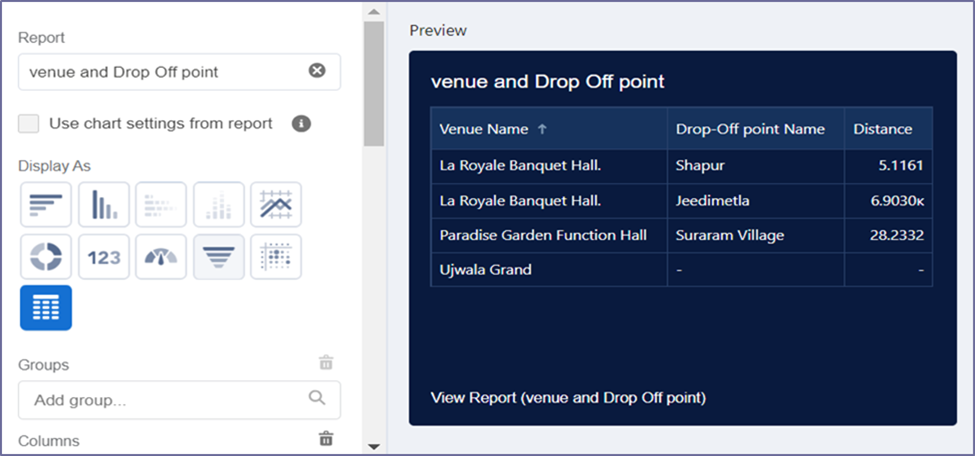 Report
venue and Drop Off point
Use chart settings from report
Display As
123
Groups
Add group...
Columns
Preview
venue and Drop Off point
Venue Name ↑ Drop-Off point Name Distance
La Royale Banquet Hall. Shapur 5.1161
La Royale Banquet Hall. Jeedimetla 6.9030ĸ
Paradise Garden Function Hall Suraram Village 28.2332
Ujwala Grand - -
View Report (venue and Drop Off point)